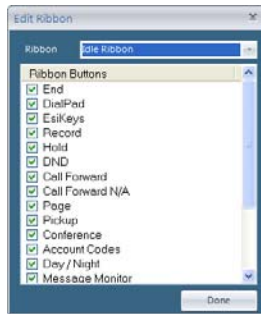 Edit Ribbon
Ribbon Idle Ribbon
Ribbon Buttons
End
DialPad
EsiKeys
Record
Hold
DND
Call Forward
Call Forward N/A
Page
Pickup
Conference
Account Codes
Day / Night
Message Monitor
Done